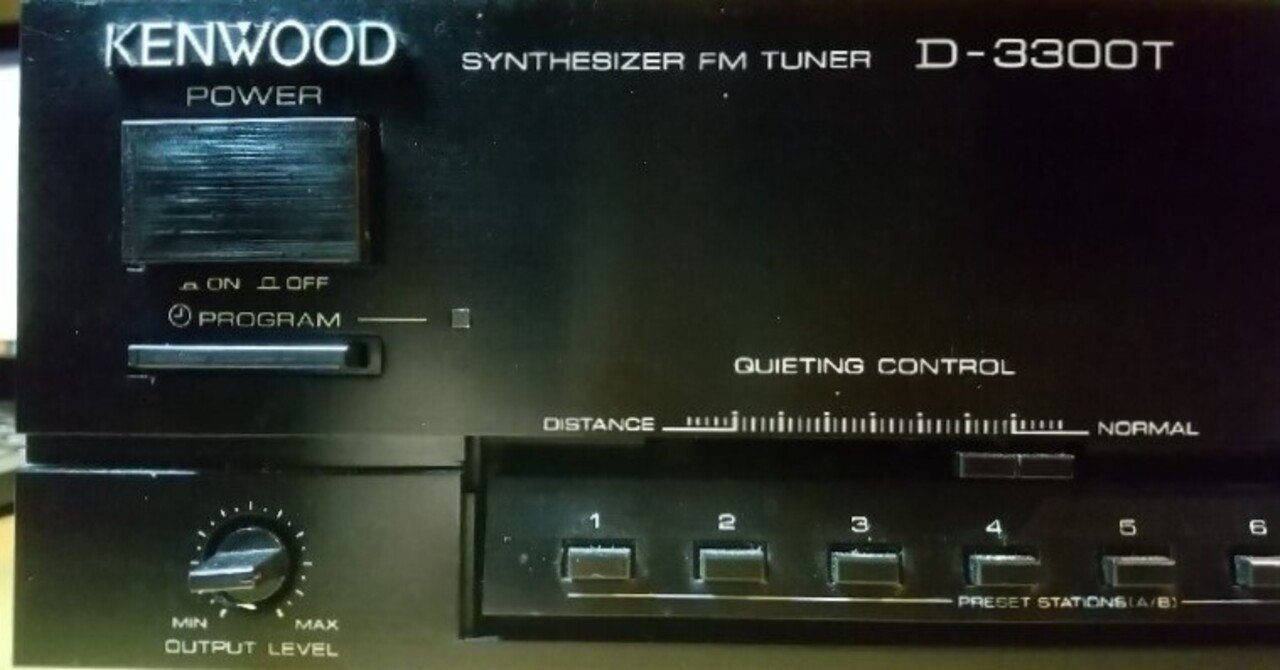 KENWOOD SYNTHESIZER FM TUNER D-3300T
POWER
ON OFF
PROGRAM
QUIETING CONTROL
DISTANCE NORMAL
1 2 3 4 5 6
PRESET STATIONS (A/B)
MIN MAX
OUTPUT LEVEL